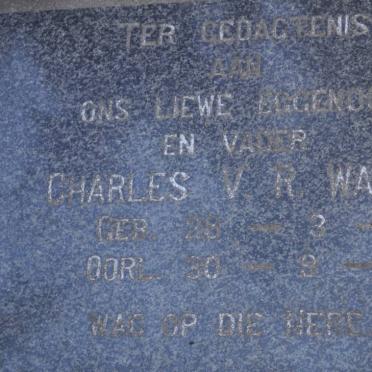 TER GEDAGTENIS
AAN
ONS LIEWE EGGENO
EN VADER
CHARLES V. R. WA
GEB. 28 — 3 —
OORL. 30 — 9 —
WAG OP DIE HERE